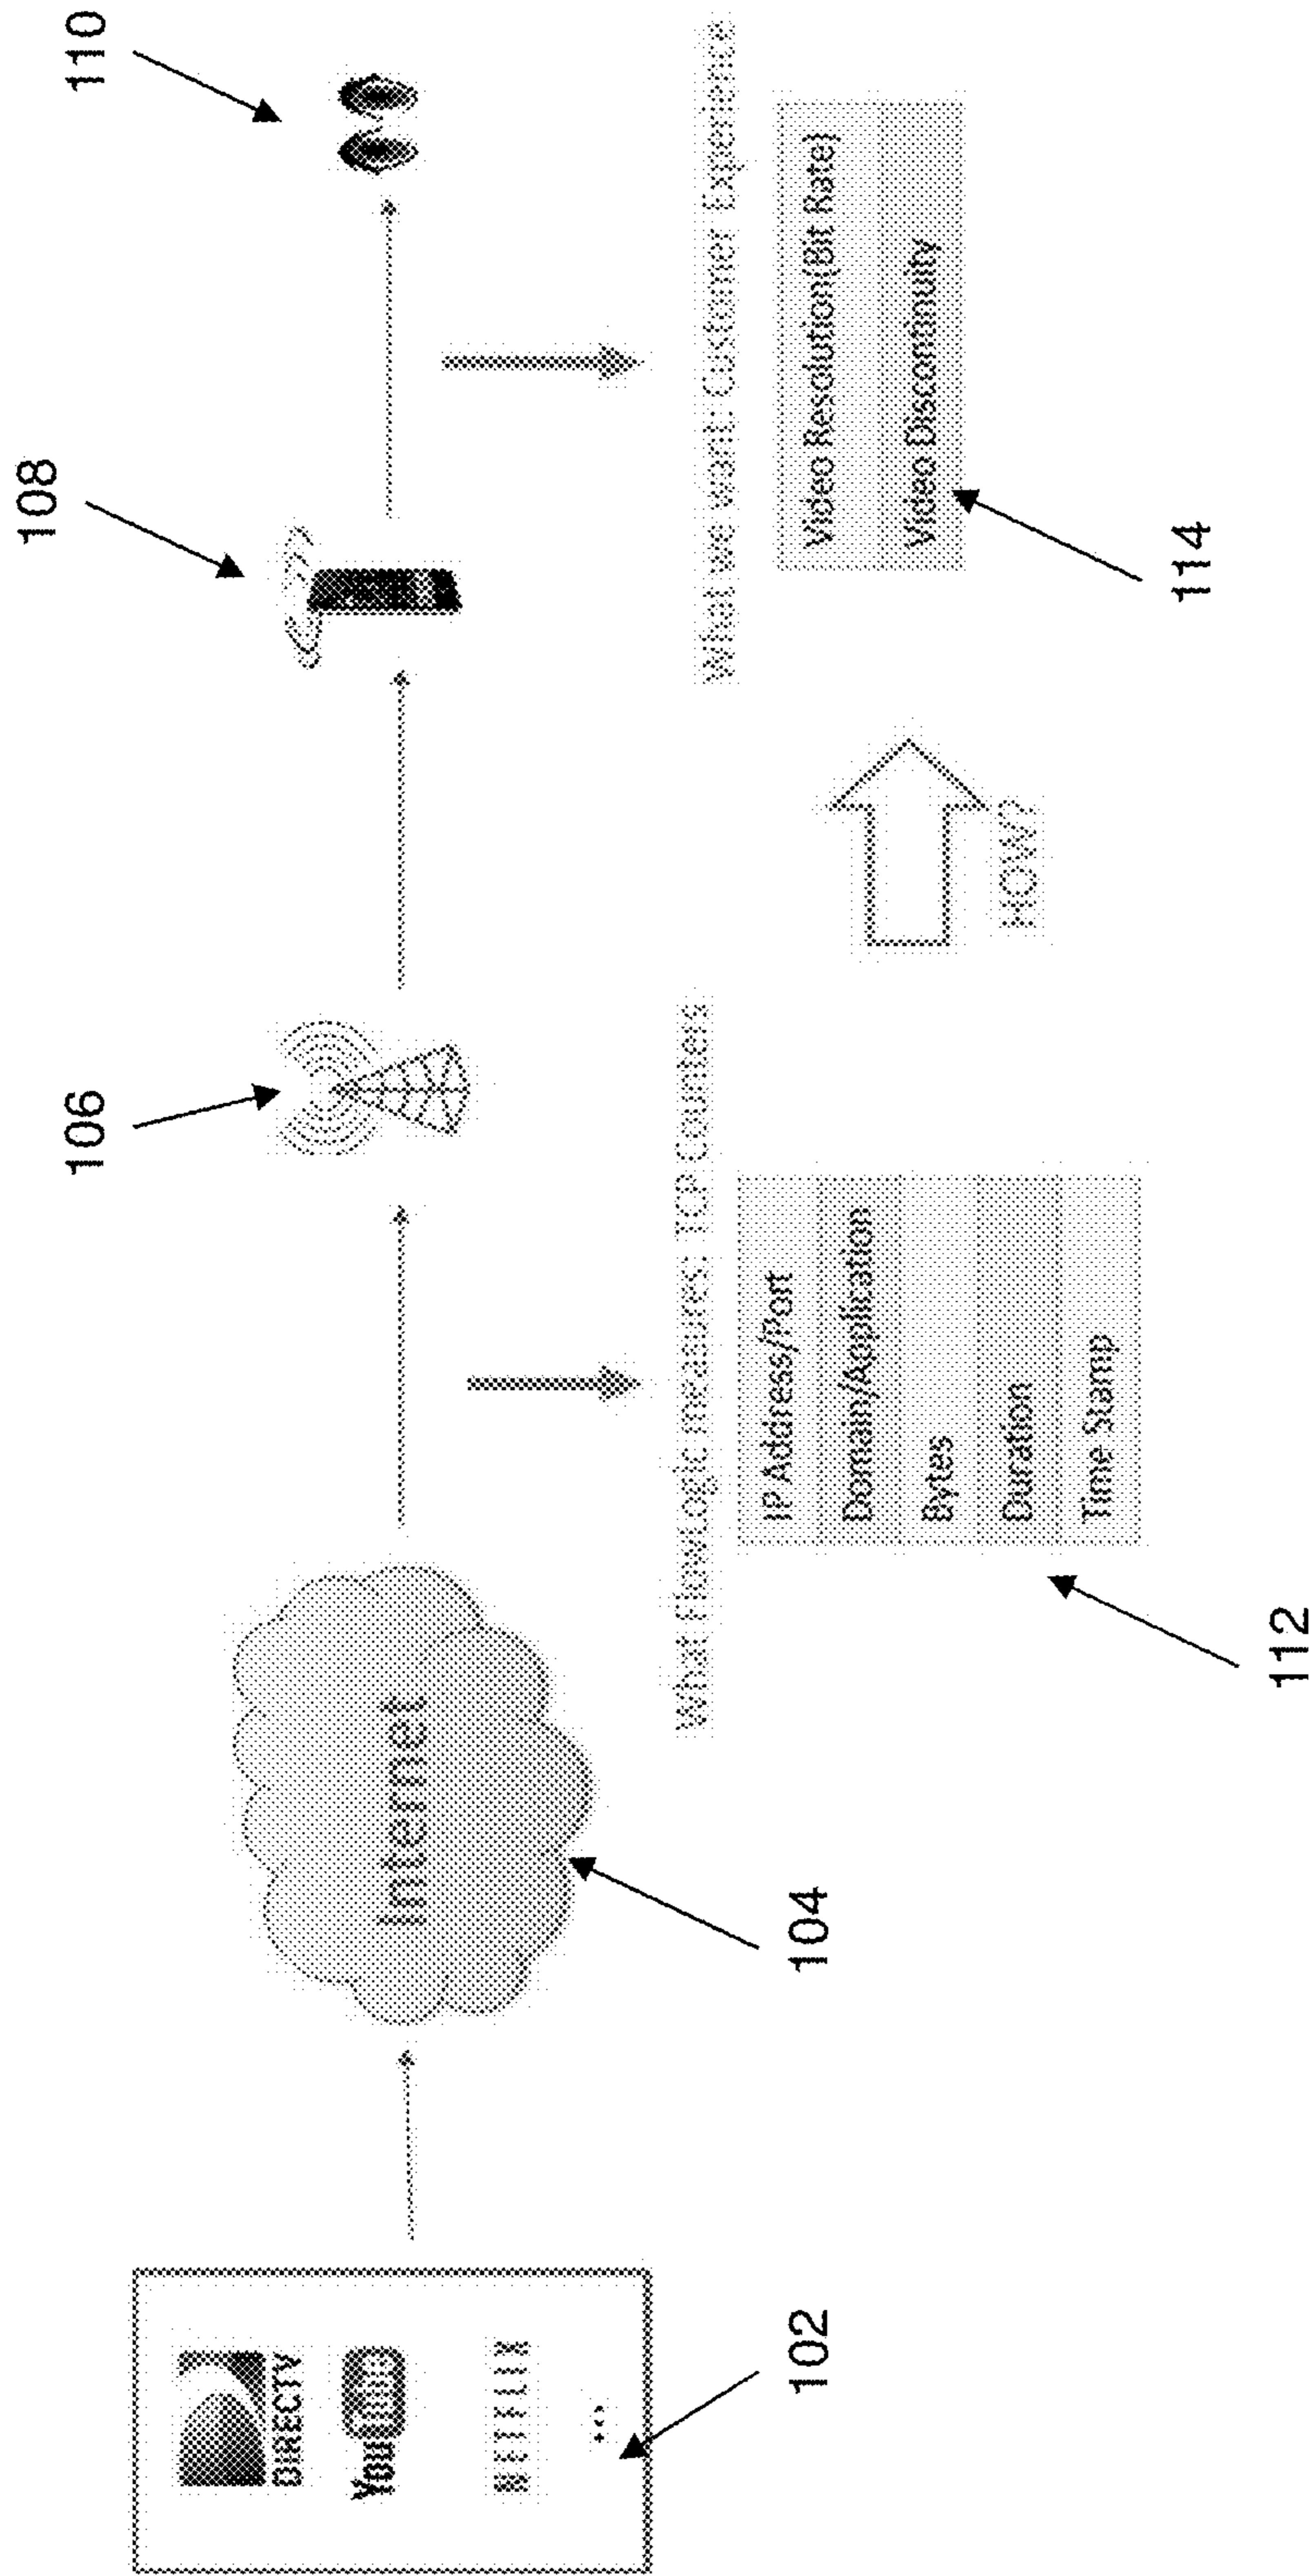 108
110
106
DIRECTV
YouTube
NETFLIX
...
Internet
102
104
What FlowLogic measures: TCP Counters
IP Address/Port
Domain/Application
Bytes
Duration
Time Stamp
112
HOW?
What we want: Customer Experience
Video Resolution(Bit Rate)
Video Discontinuity
114